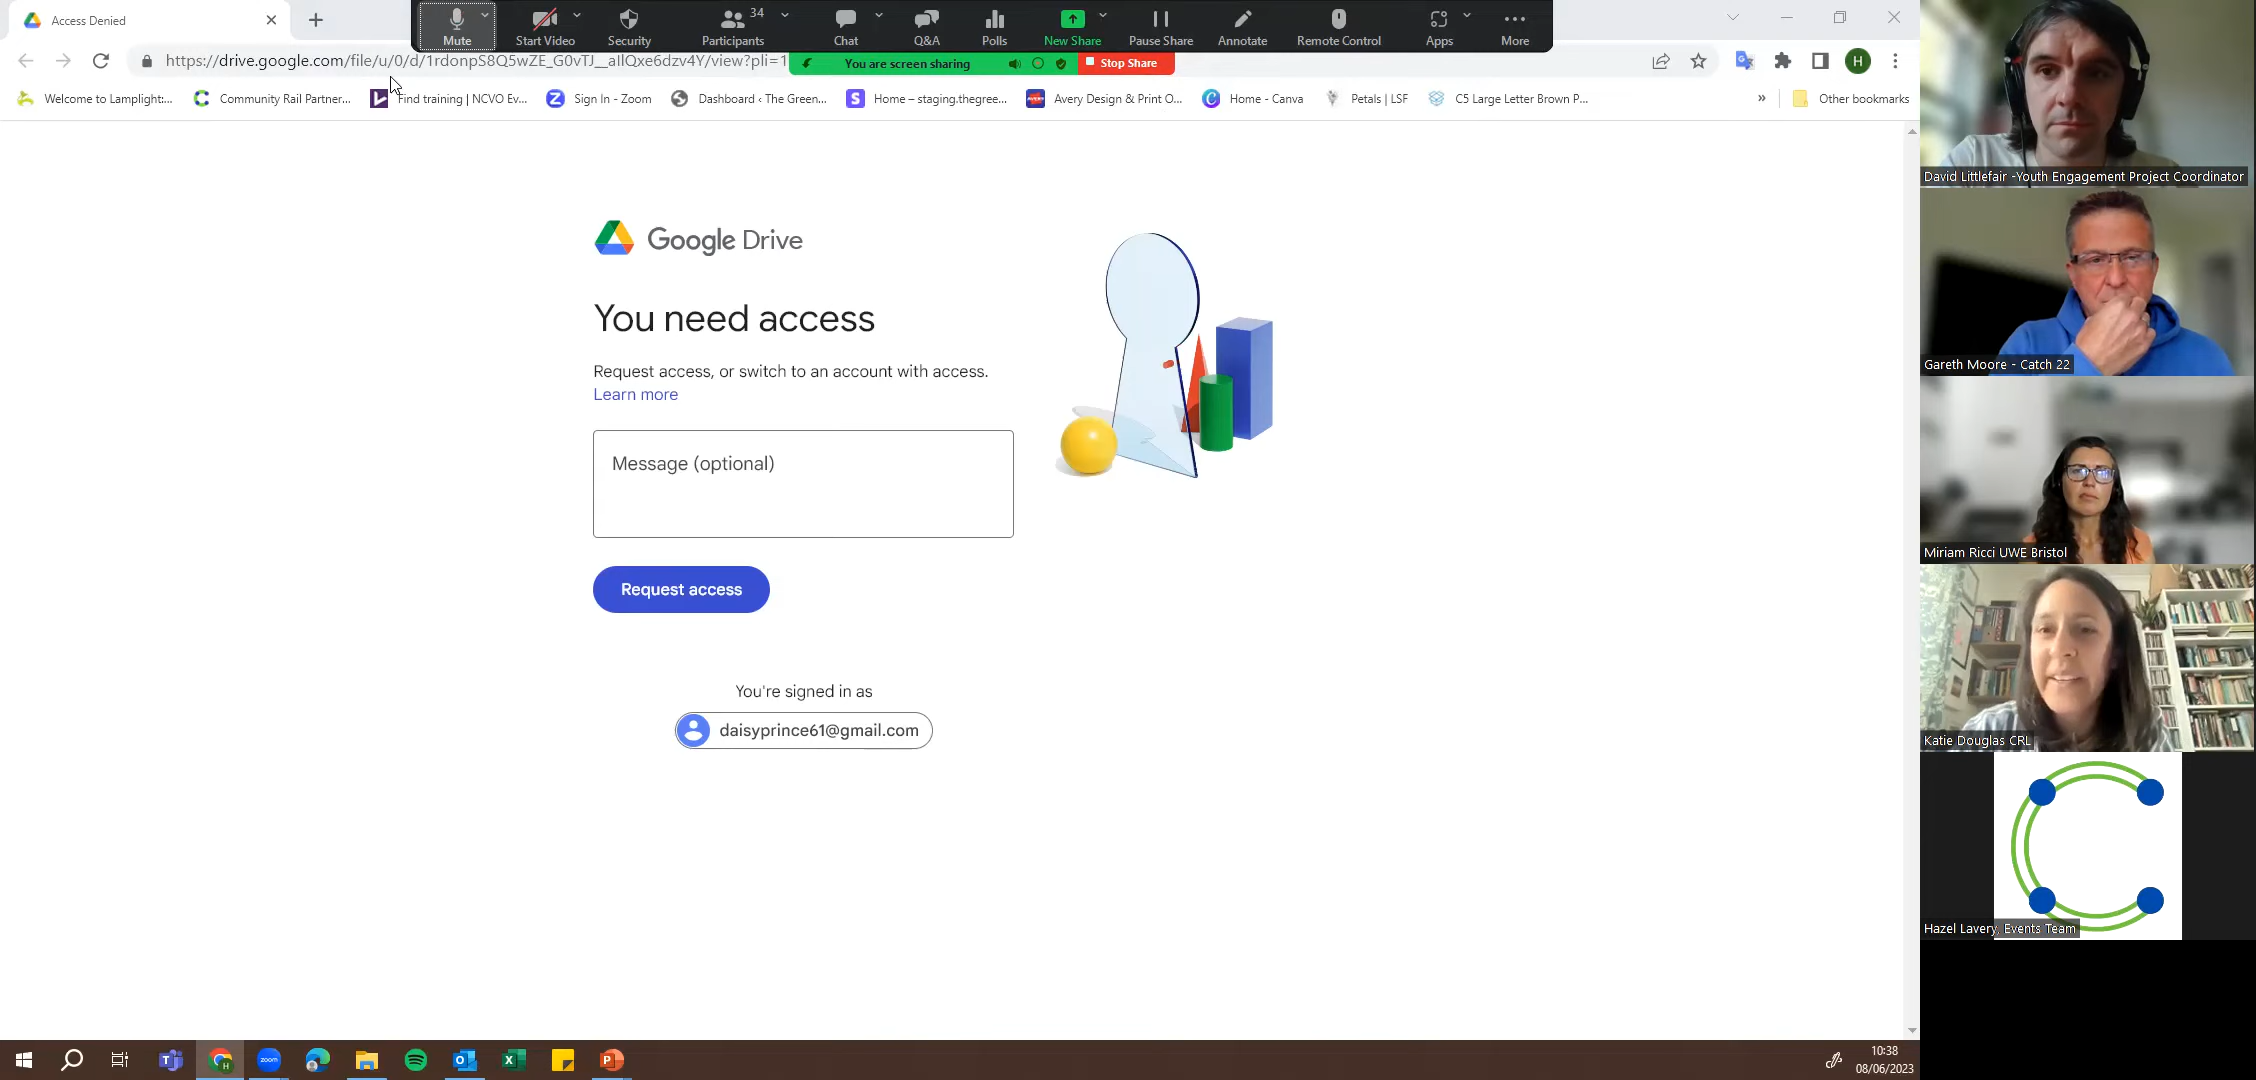 Access Denied
Mute
Start Video
Security
34
Participants
Chat
Q&A
Polls
New Share
Pause Share
Annotate
Remote Control
Apps
More
https://drive.google.com/file/u/0/d/1rdonpS8Q5wZE_G0vTJ__aIlQxe6dzv4Y/view?pli=1
You are screen sharing
Stop Share
H
Welcome to Lamplight:...
Community Rail Partner...
Find training | NCVO Ev...
Sign In - Zoom
Dashboard ‹ The Green...
Home – staging.thegree...
Avery Design & Print O...
Home - Canva
Petals | LSF
C5 Large Letter Brown P...
»
Other bookmarks
Google Drive
You need access
Request access, or switch to an account with access.
Learn more
Message (optional)
Request access
You're signed in as
daisyprince61@gmail.com
David Littlefair -Youth Engagement Project Coordinator
Gareth Moore - Catch 22
Miriam Ricci UWE Bristol
Katie Douglas CRL
Hazel Lavery, Events Team
10:38
08/06/2023